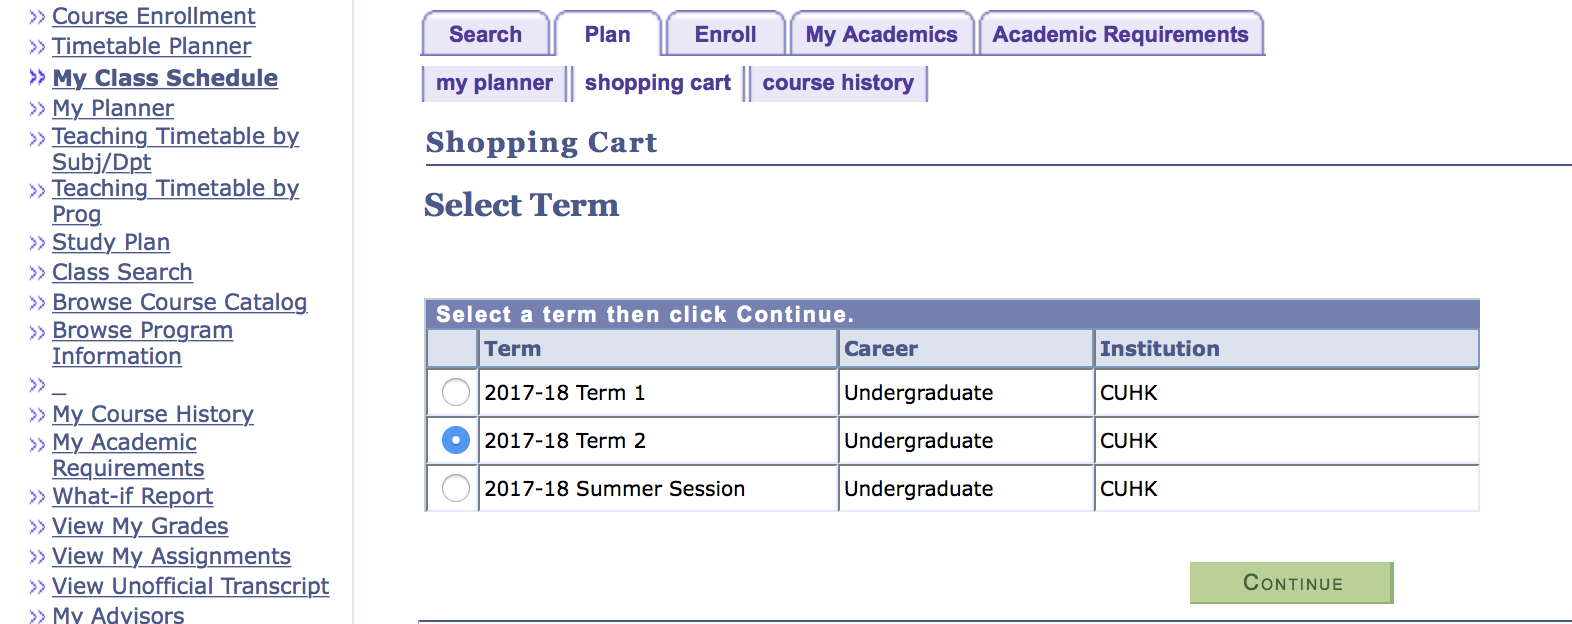 Course Enrollment
Timetable Planner
My Class Schedule
My Planner
Teaching Timetable by
Subj/Dpt
Teaching Timetable by
Prog
Study Plan
Class Search
Browse Course Catalog
Browse Program
Information
_
My Course History
My Academic
Requirements
What-if Report
View My Grades
View My Assignments
View Unofficial Transcript
My Advisors
Search Plan Enroll My Academics Academic Requirements
my planner shopping cart course history
Shopping Cart
Select Term
Select a term then click Continue.
Term Career Institution
2017-18 Term 1 Undergraduate CUHK
2017-18 Term 2 Undergraduate CUHK
2017-18 Summer Session Undergraduate CUHK
CONTINUE